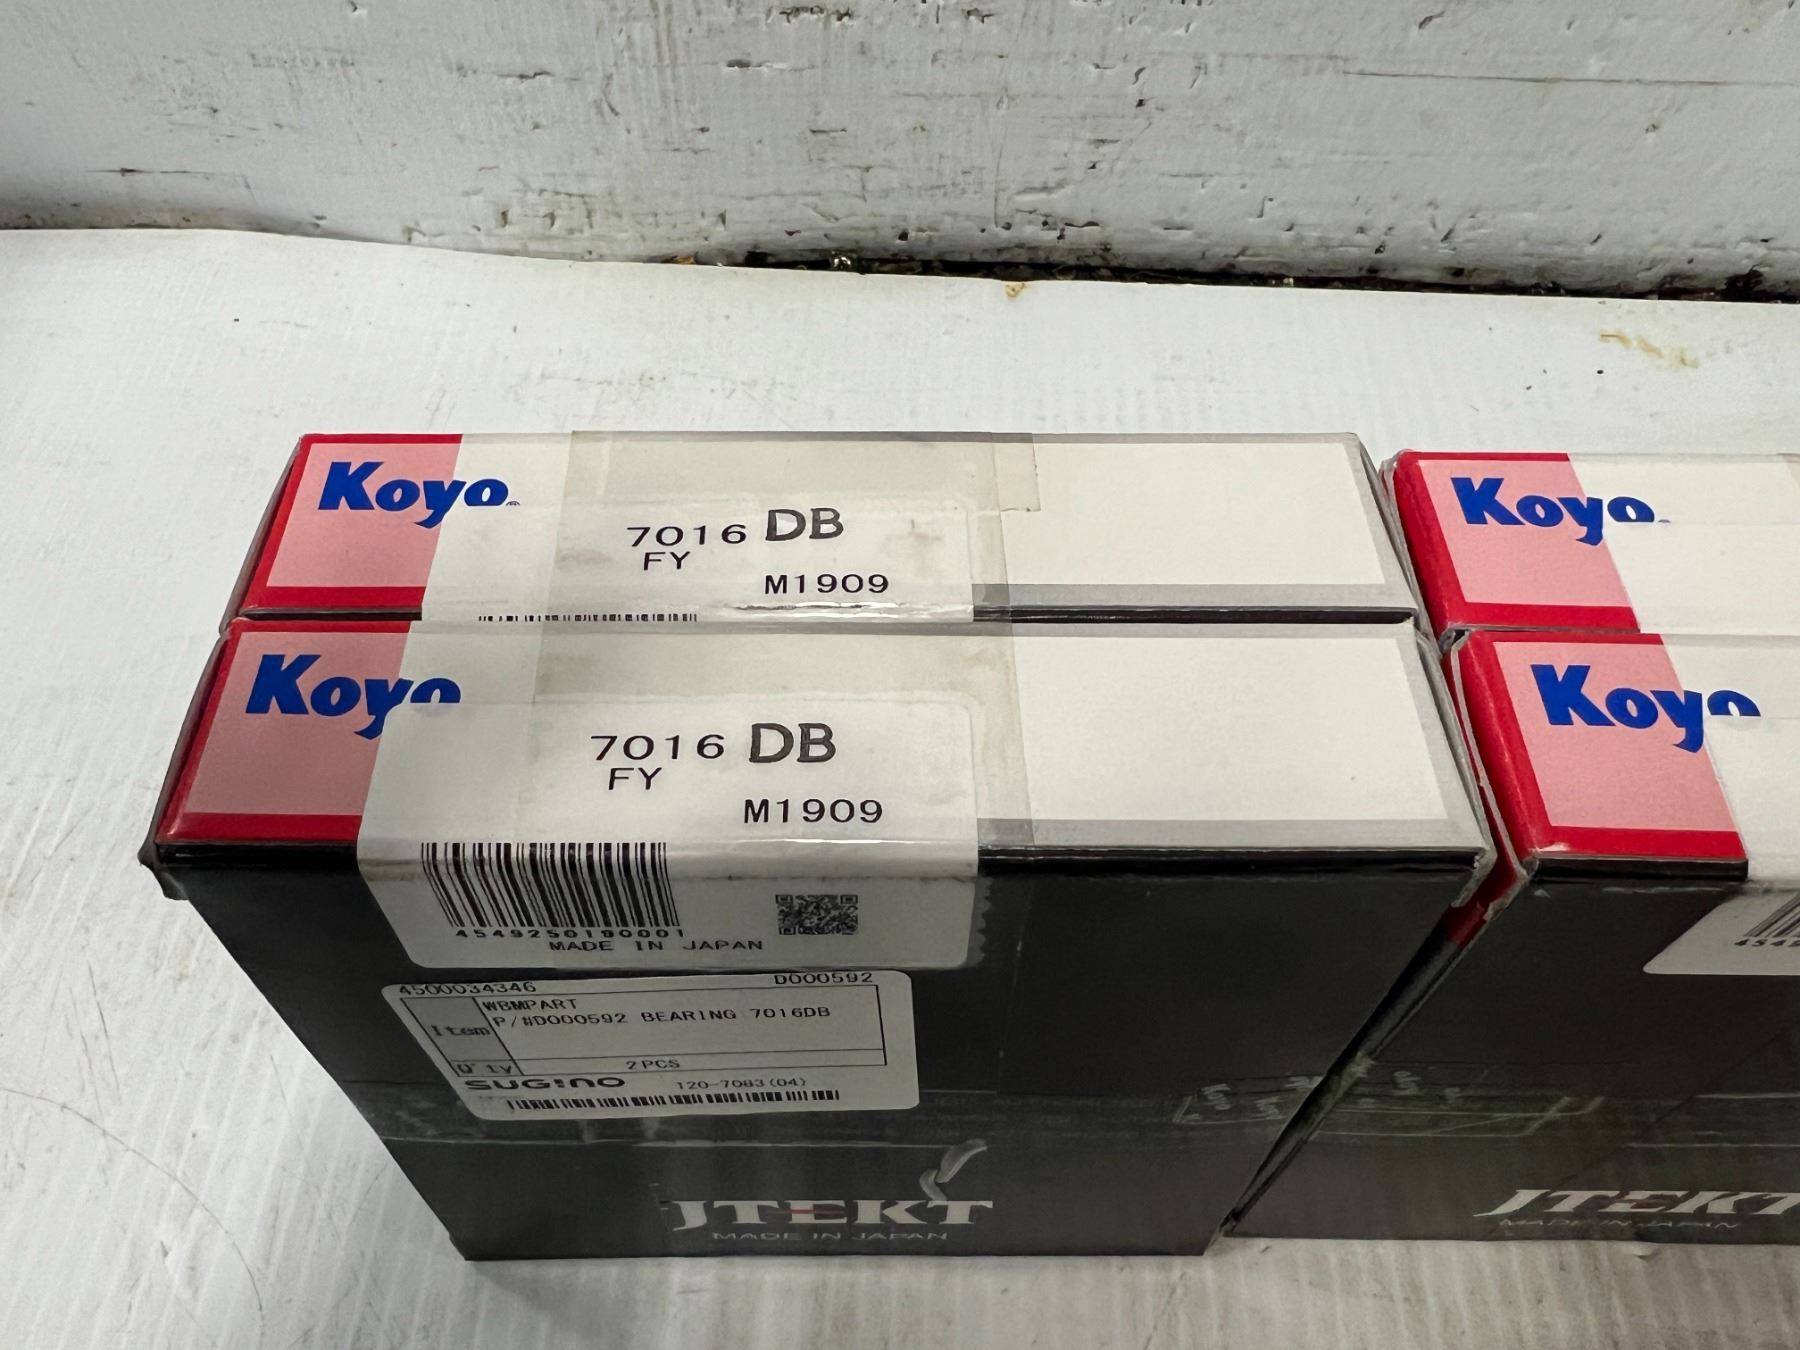 Koyo
7016 DB
FY
M1909
Koyo
7016 DB
FY
M1909
4549250190001
MADE IN JAPAN
4500034346 D000592
Item WBMPART
P/#D000592 BEARING 7016DB
Q'ty 2PCS
SUGINO 120-7083(04)
JTEKT
MADE IN JAPAN
Koyo
Koyo
JTEKT
MADE IN JAPAN